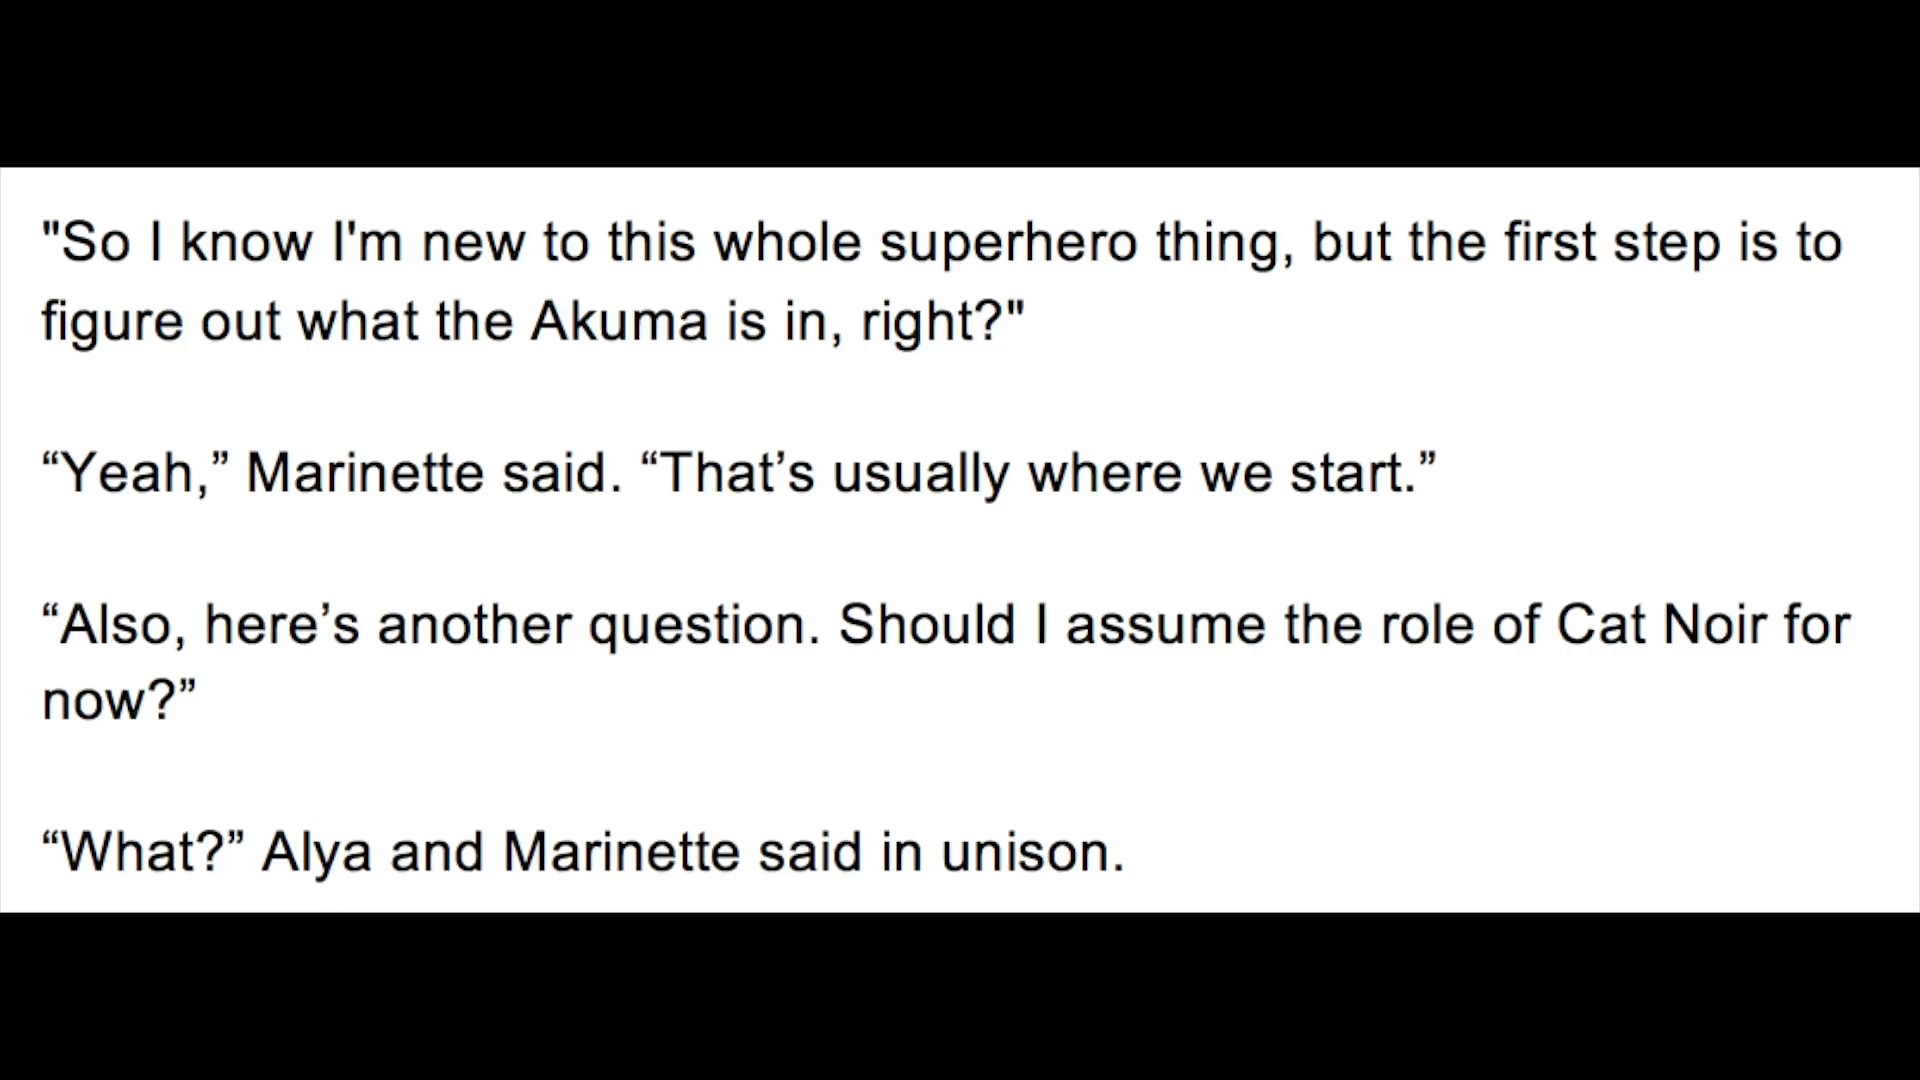 "So I know I'm new to this whole superhero thing, but the first step is to
figure out what the Akuma is in, right?"
“Yeah,” Marinette said. “That’s usually where we start.”
“Also, here’s another question. Should I assume the role of Cat Noir for
now?”
“What?” Alya and Marinette said in unison.